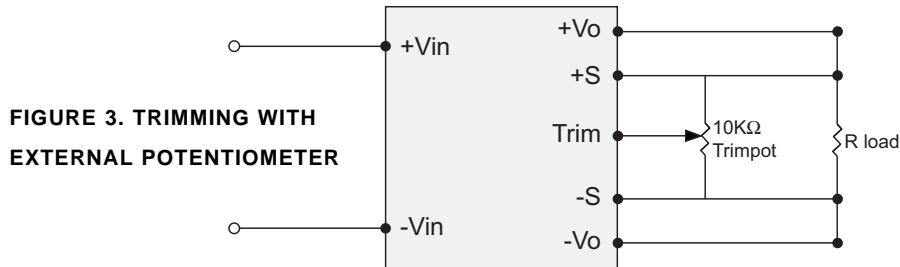 +Vo
+Vin
+S
FIGURE 3. TRIMMING WITH
EXTERNAL POTENTIOMETER
Trim
10KΩ
Trimpot
R load
-S
-Vin
-Vo